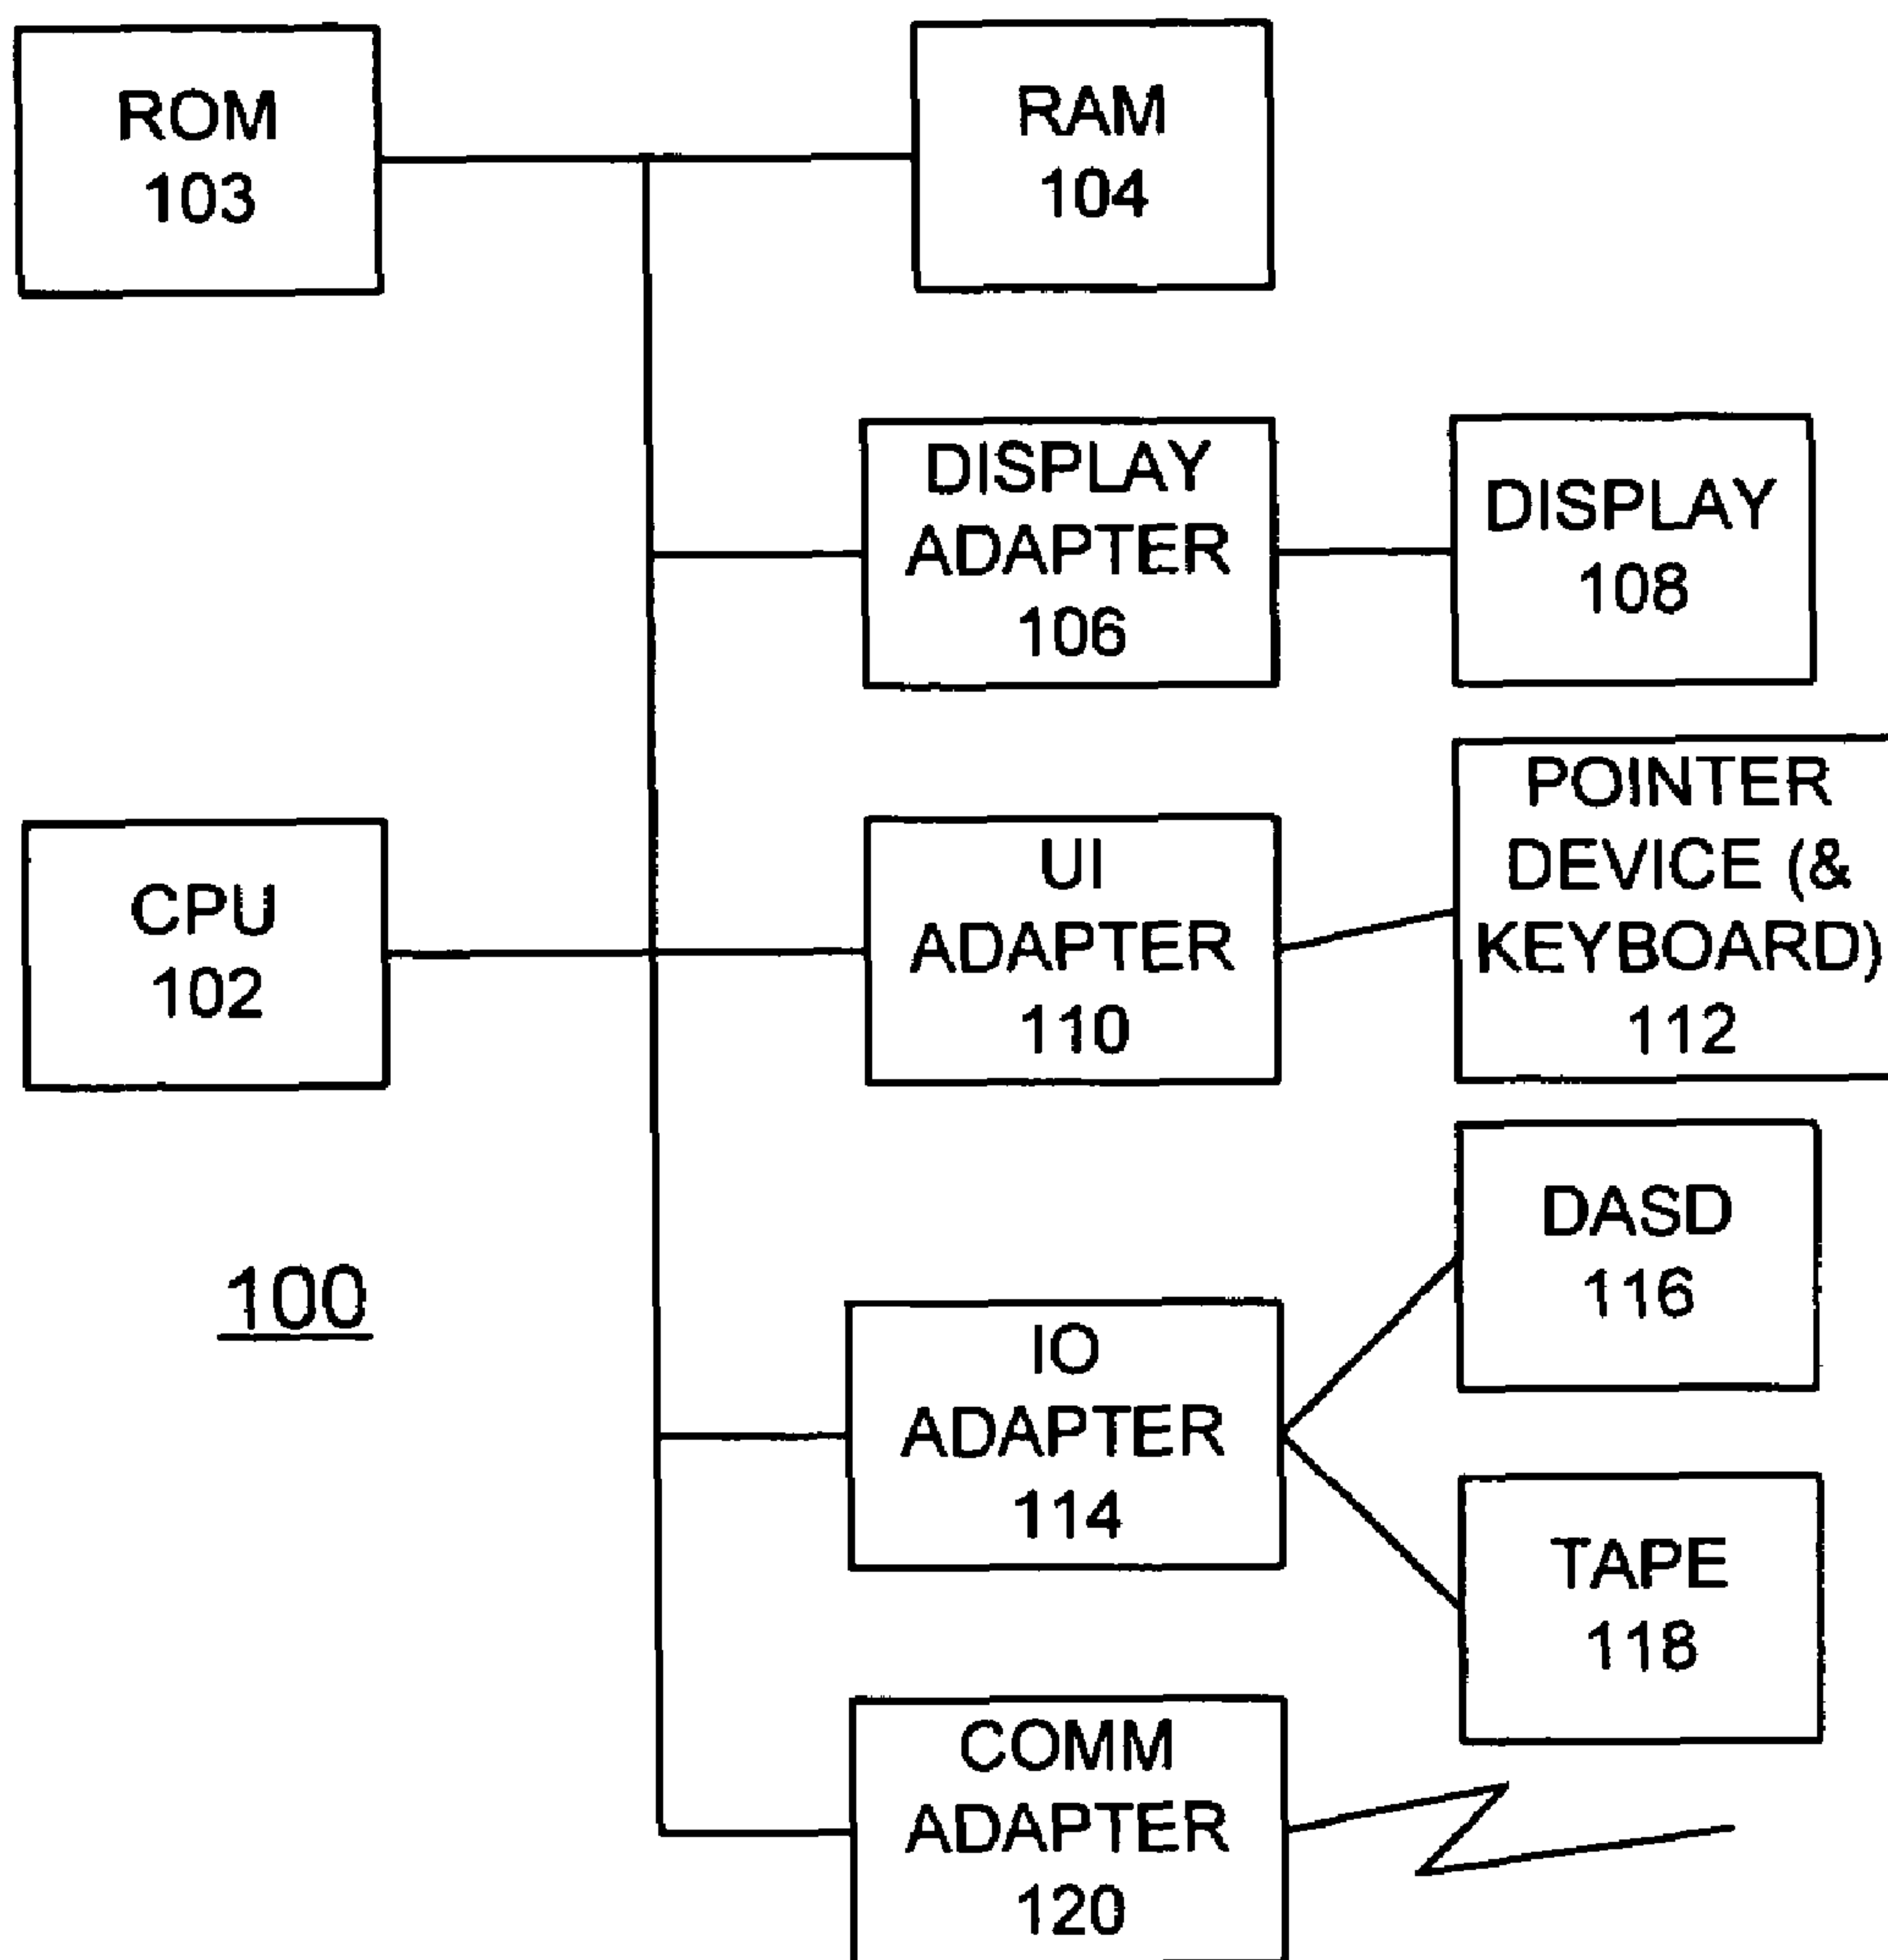 ROM
103
RAM
104
DISPLAY
ADAPTER
106
DISPLAY
108
CPU
102
UI
ADAPTER
110
POINTER
DEVICE (&
KEYBOARD)
112
100
IO
ADAPTER
114
DASD
116
TAPE
118
COMM
ADAPTER
120